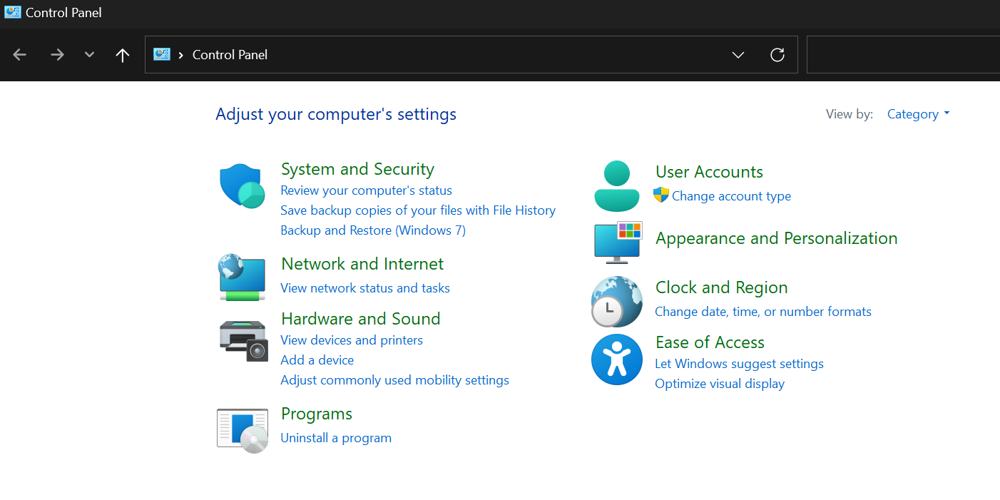 Control Panel
Control Panel
Adjust your computer's settings
View by: Category
System and Security
Review your computer's status
Save backup copies of your files with File History
Backup and Restore (Windows 7)
Network and Internet
View network status and tasks
Hardware and Sound
View devices and printers
Add a device
Adjust commonly used mobility settings
Programs
Uninstall a program
User Accounts
Change account type
Appearance and Personalization
Clock and Region
Change date, time, or number formats
Ease of Access
Let Windows suggest settings
Optimize visual display